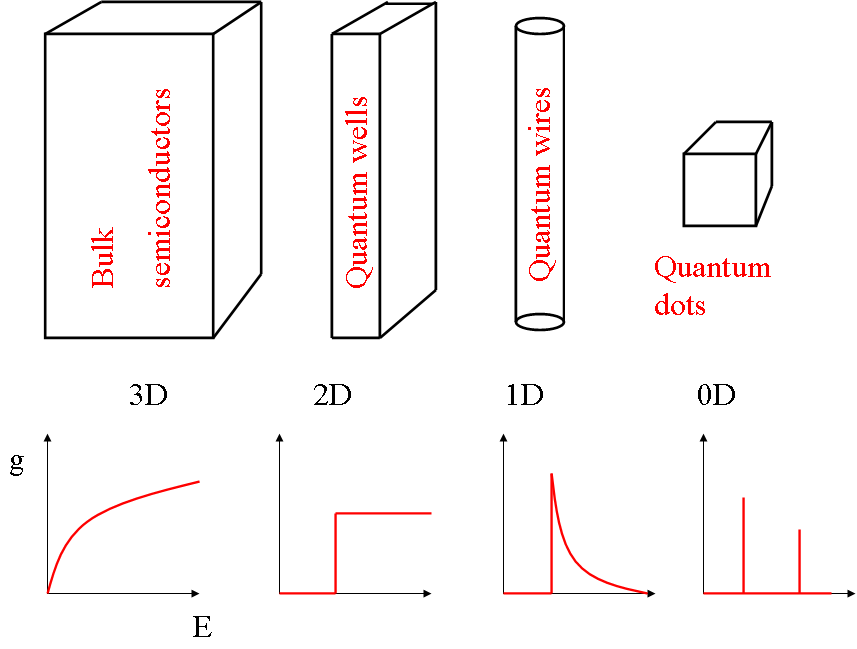 Bulk
semiconductors
Quantum wells
Quantum wires
Quantum
dots
3D
2D
1D
0D
g
E